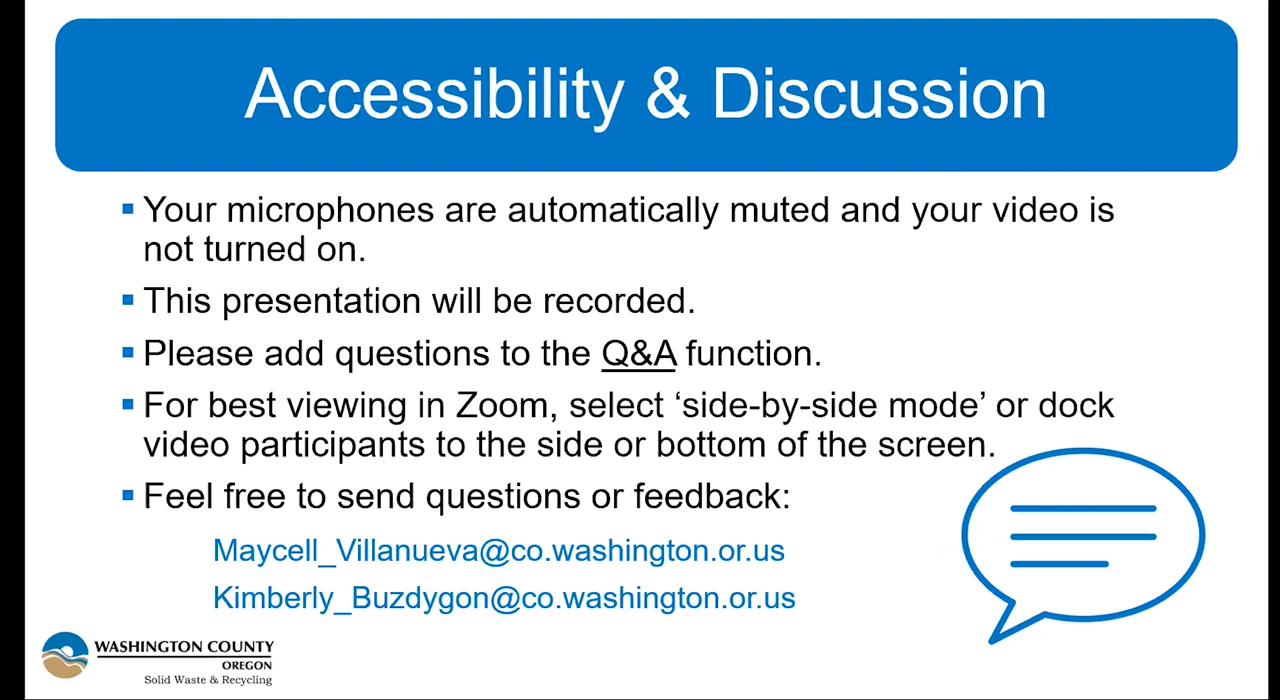 Accessibility & Discussion
Your microphones are automatically muted and your video is
not turned on.
This presentation will be recorded.
Please add questions to the Q&A function.
For best viewing in Zoom, select ‘side-by-side mode’ or dock
video participants to the side or bottom of the screen.
Feel free to send questions or feedback:
Maycell_Villanueva@co.washington.or.us
Kimberly_Buzdygon@co.washington.or.us
WASHINGTON COUNTY
OREGON
Solid Waste & Recycling